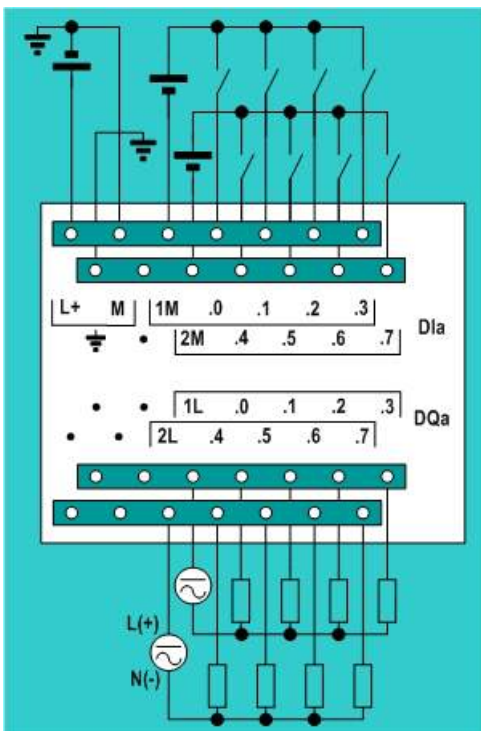 L+ M 1M .0 .1 .2 .3
2M .4 .5 .6 .7
DIa
1L .0 .1 .2 .3
DQa
2L .4 .5 .6 .7
L(+)
N(-)